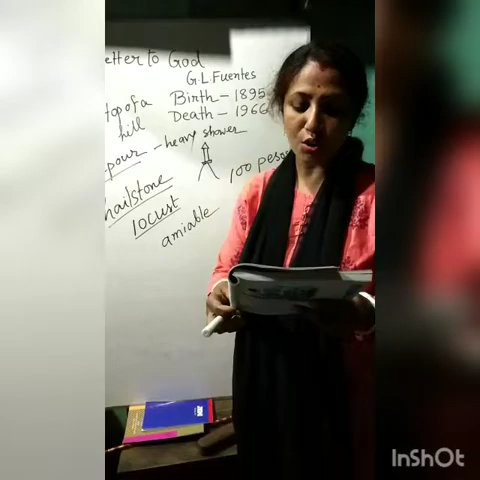 etter to God
G.L.Fuentes
Birth - 1895
Death - 1966
top of a
hill
pour - heavy shower
100 pesos
hailstone
locust
amiable
InShOt